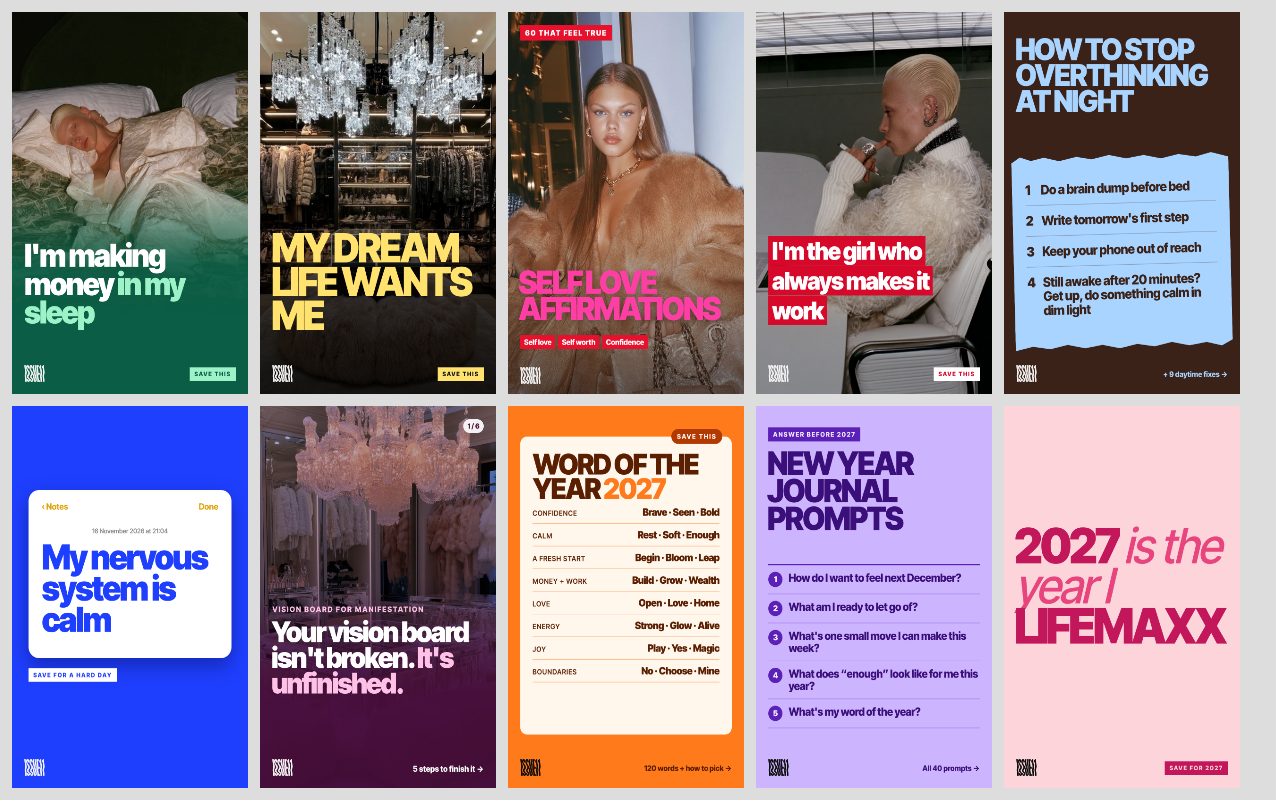 I'm making
money in my
sleep
ISSUE11
SAVE THIS
MY DREAM
LIFE WANTS
ME
SAVE THIS
60 THAT FEEL TRUE
SELF LOVE
AFFIRMATIONS
Self love
Self worth
Confidence
I'm the girl who
always makes it
work
SAVE THIS
HOW TO STOP
OVERTHINKING
AT NIGHT
1 Do a brain dump before bed
2 Write tomorrow's first step
3 Keep your phone out of reach
4 Still awake after 20 minutes?
Get up, do something calm in
dim light
+ 9 daytime fixes →
‹ Notes
Done
16 November 2026 at 21:04
My nervous
system is
calm
SAVE FOR A HARD DAY
1/6
VISION BOARD FOR MANIFESTATION
Your vision board
isn't broken. It's
unfinished.
5 steps to finish it →
SAVE THIS
WORD OF THE
YEAR 2027
CONFIDENCE Brave · Seen · Bold
CALM Rest · Soft · Enough
A FRESH START Begin · Bloom · Leap
MONEY + WORK Build · Grow · Wealth
LOVE Open · Love · Home
ENERGY Strong · Glow · Alive
JOY Play · Yes · Magic
BOUNDARIES No · Choose · Mine
120 words + how to pick →
ANSWER BEFORE 2027
NEW YEAR
JOURNAL
PROMPTS
1 How do I want to feel next December?
2 What am I ready to let go of?
3 What's one small move I can make this
week?
4 What does “enough” look like for me this
year?
5 What's my word of the year?
All 40 prompts →
2027 is the
year I
LIFEMAXX
SAVE FOR 2027